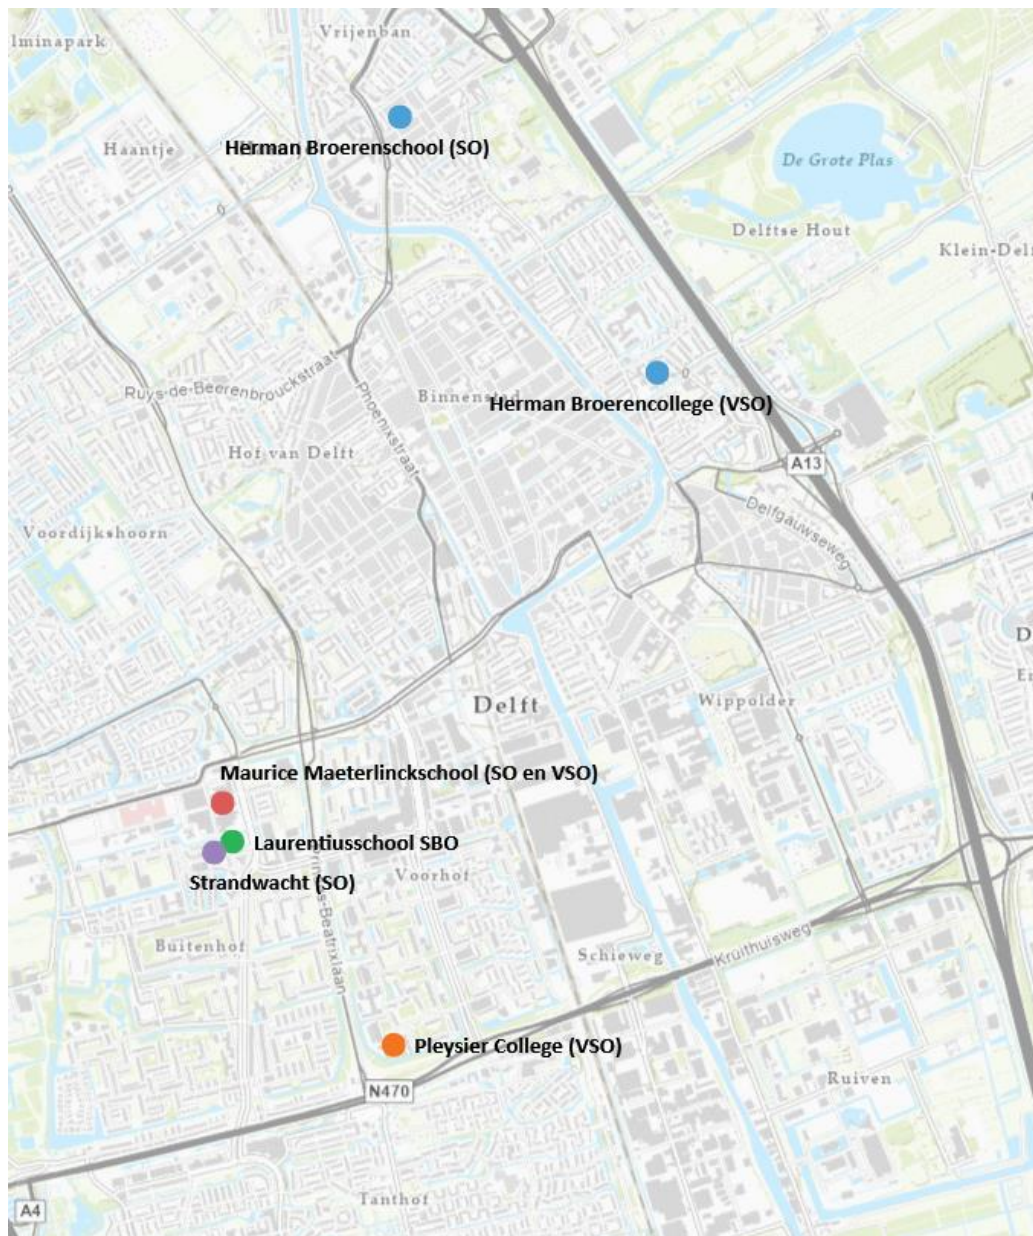 Vrijenban
lminapark
Herman Broerenschool (SO)
Haantje
De Grote Plas
Delftse Hout
Klein-Del
Ruys-de-Beerenbrouckstraat
Phoenixstraat
Binnenstad
Herman Broerencollege (VSO)
Hof van Delft
A13
Delfgauwseweg
Voordijkshoorn
D
Delft
Wippolder
Maurice Maeterlinckschool (SO en VSO)
Laurentiusschool SBO
Strandwacht (SO)
Voorhof
Buitenhof
Schieweg
Kruithuisweg
Pleysier College (VSO)
Ruiven
N470
Tanthof
A4